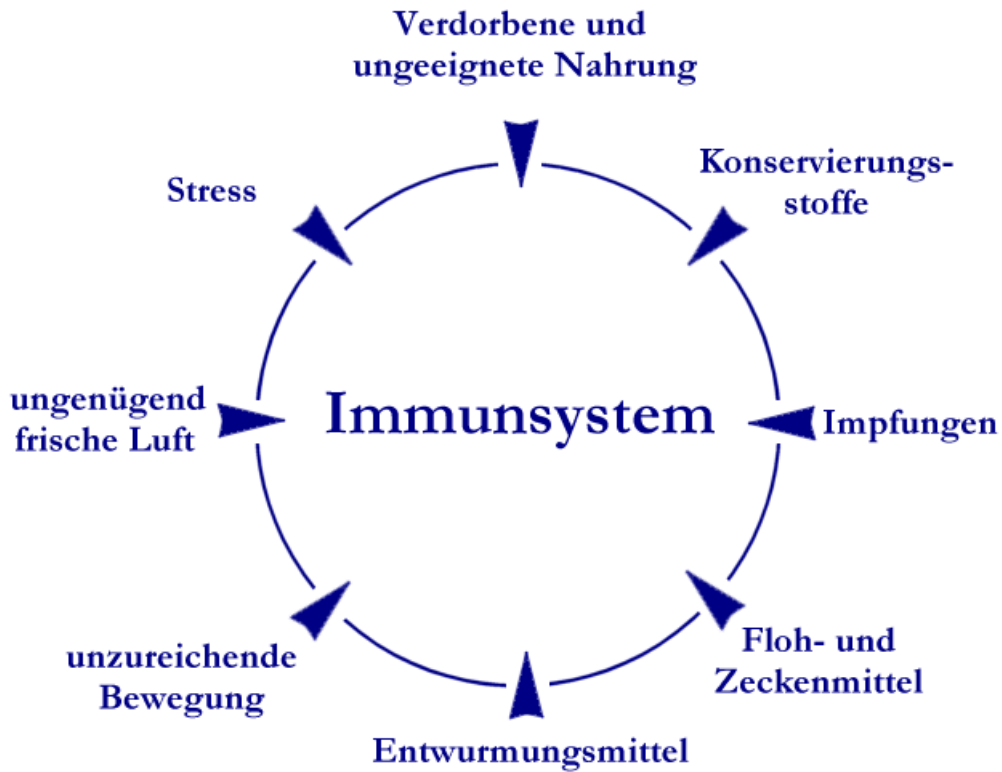 Verdorbene und
ungeeignete Nahrung
Konservierungs-
stoffe
Stress
ungenügend
frische Luft
Immunsystem
Impfungen
unzureichende
Bewegung
Floh- und
Zeckenmittel
Entwurmungsmittel